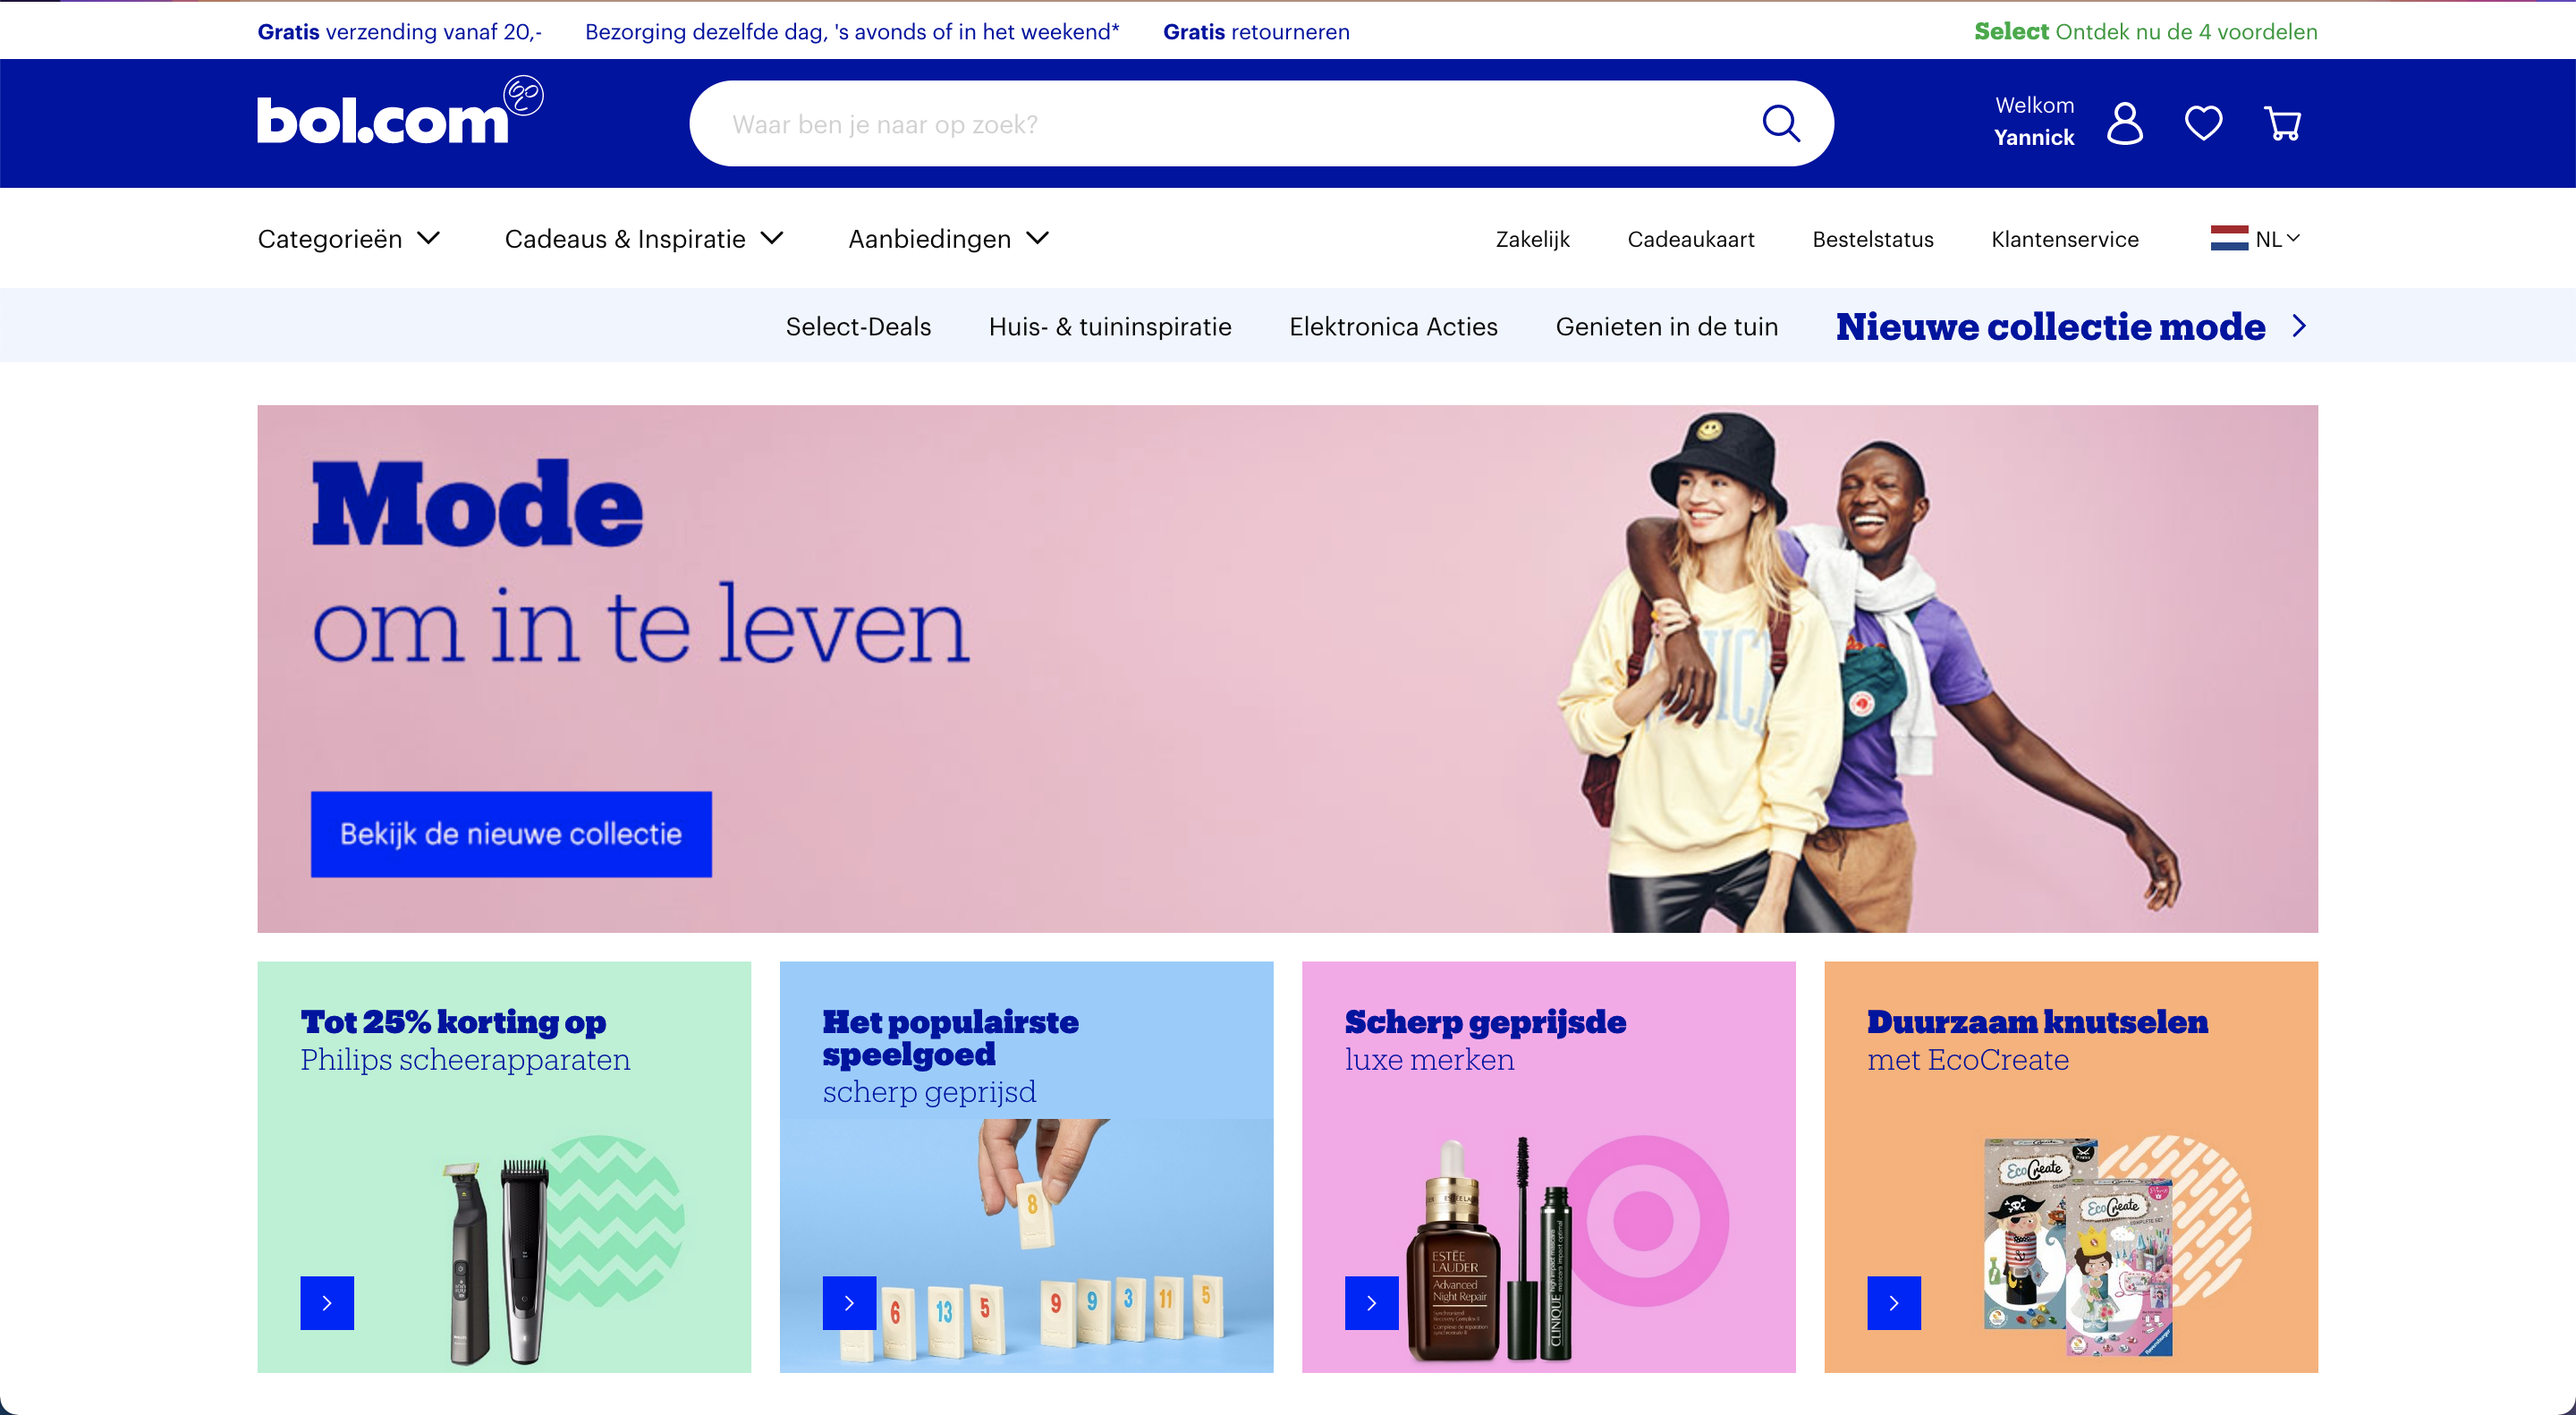 Gratis verzending vanaf 20,- Bezorging dezelfde dag, 's avonds of in het weekend* Gratis retourneren Select Ontdek nu de 4 voordelen
bol.com
Waar ben je naar op zoek?
Welkom
Yannick
Categorieën Cadeaus & Inspiratie Aanbiedingen Zakelijk Cadeaukaart Bestelstatus Klantenservice NL
Select-Deals Huis- & tuininspiratie Elektronica Acties Genieten in de tuin Nieuwe collectie mode
Mode
om in te leven
Bekijk de nieuwe collectie
Tot 25% korting op
Philips scheerapparaten
Het populairste
speelgoed
scherp geprijsd
8
6 13 5 9 9 3 11 5
Scherp geprijsde
luxe merken
ESTĒE
LAUDER
Advanced
Night Repair
CLINIQUE
Duurzaam knutselen
met EcoCreate
EcoCreate
EcoCreate
Ravensburger